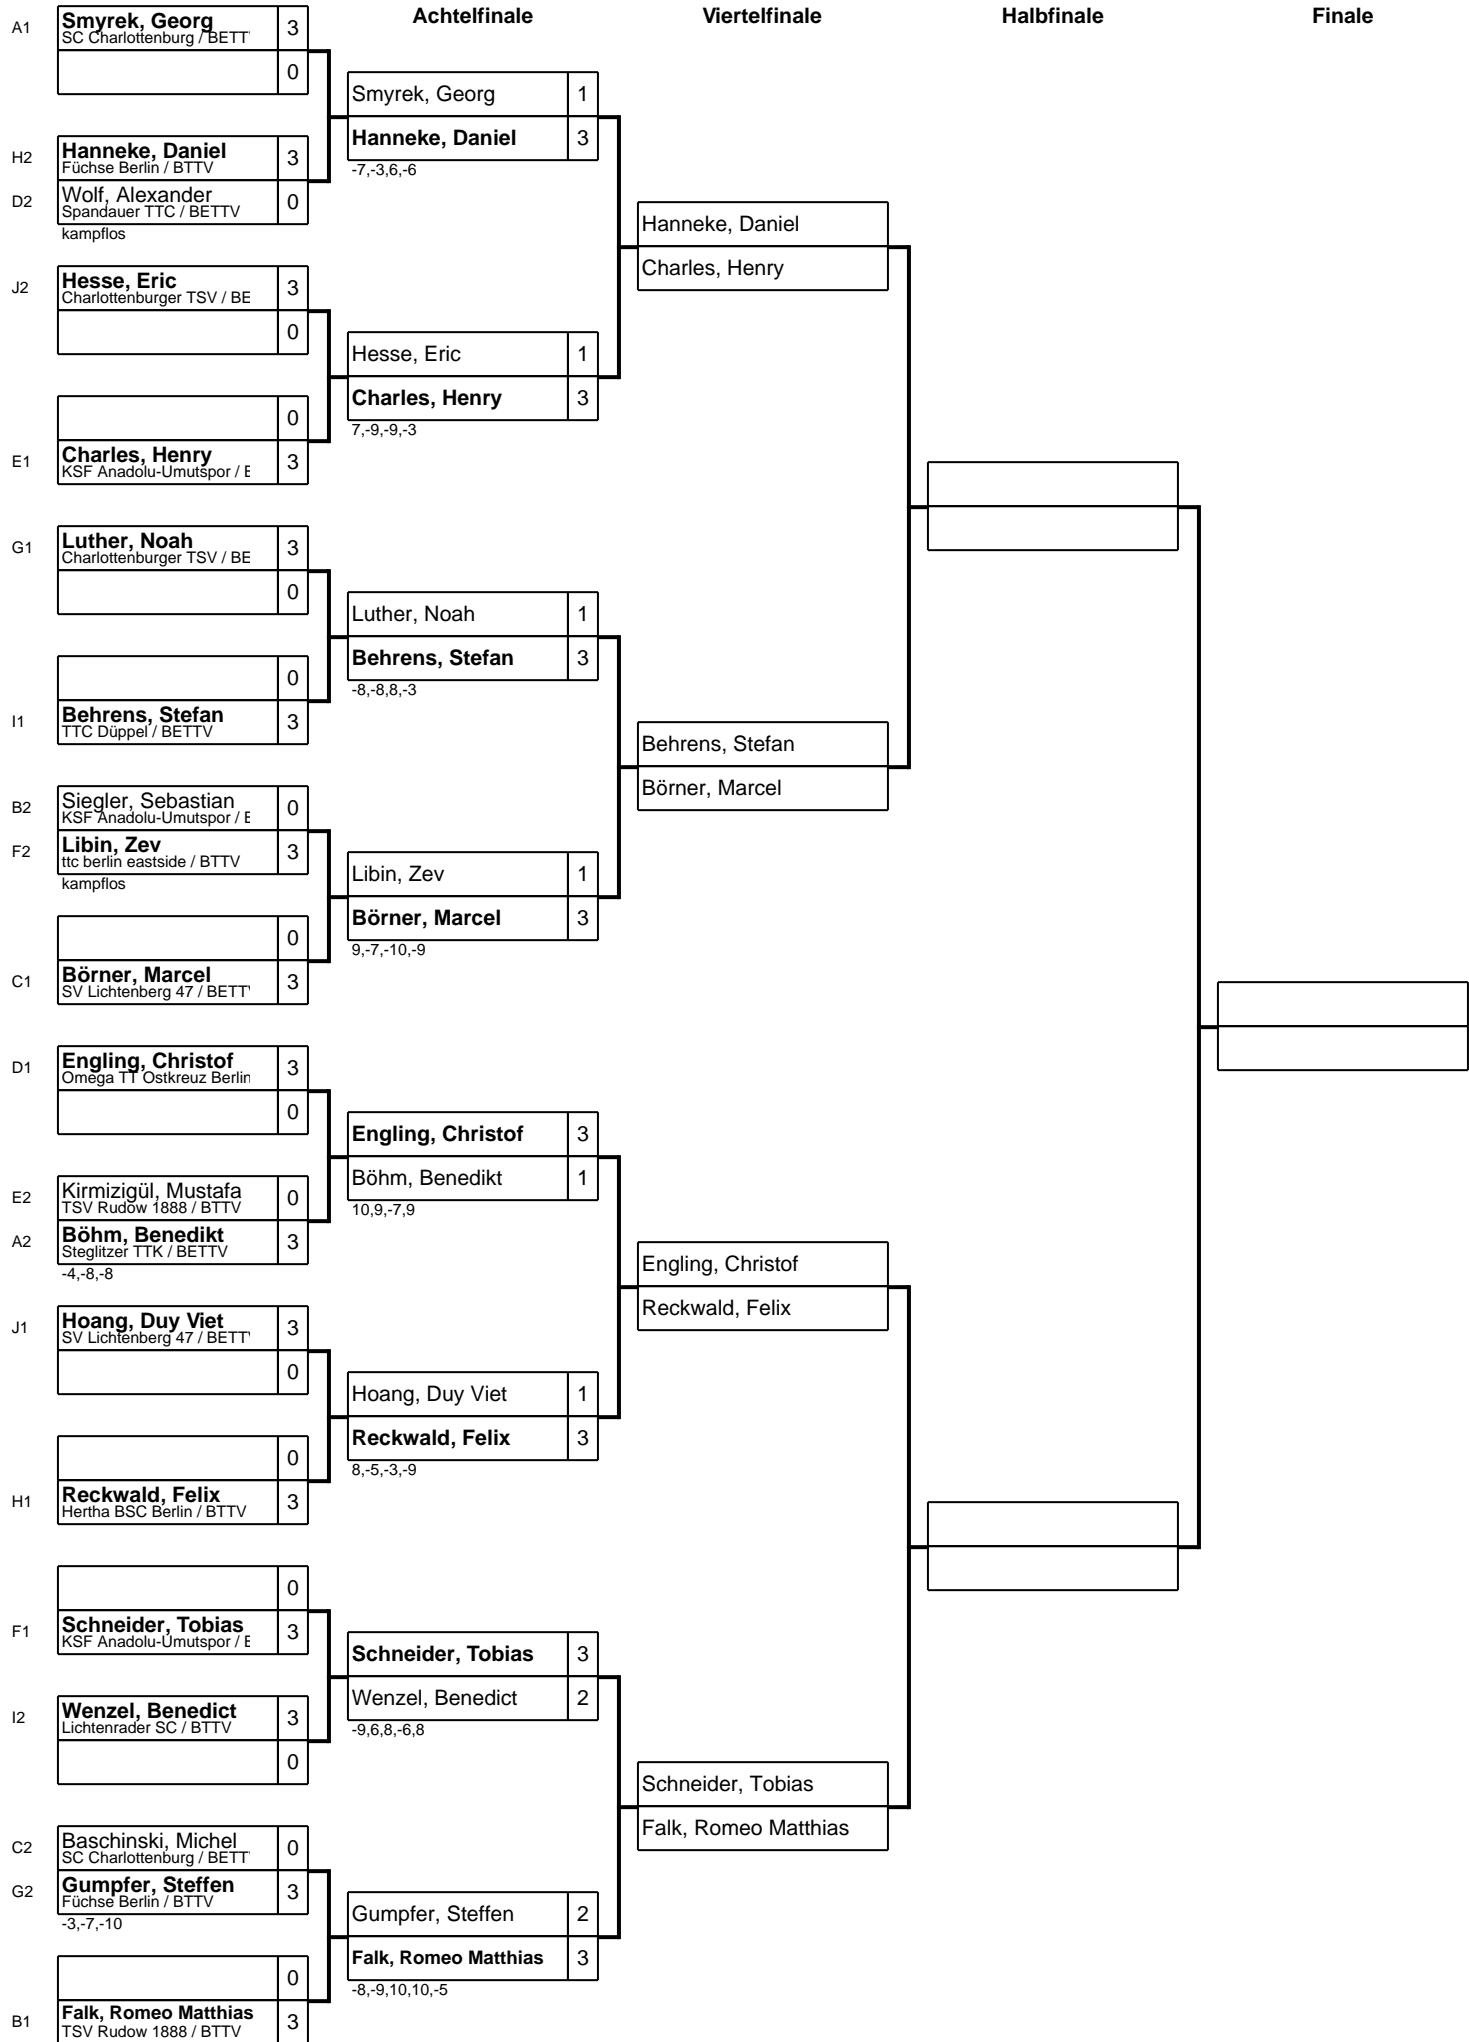 Achtelfinale
Viertelfinale
Halbfinale
Finale
A1
Smyrek, Georg
3
SC Charlottenburg / BETT
0
H2
Hanneke, Daniel
3
Füchse Berlin / BTTV
D2
Wolf, Alexander
0
Spandauer TTC / BETTV
kampflos
J2
Hesse, Eric
3
Charlottenburger TSV / BE
0
0
E1
Charles, Henry
3
KSF Anadolu-Umutspor / E
G1
Luther, Noah
3
Charlottenburger TSV / BE
0
0
I1
Behrens, Stefan
3
TTC Düppel / BETTV
B2
Siegler, Sebastian
0
KSF Anadolu-Umutspor / E
F2
Libin, Zev
3
ttc berlin eastside / BTTV
kampflos
0
C1
Börner, Marcel
3
SV Lichtenberg 47 / BETT
D1
Engling, Christof
3
Omega TT Ostkreuz Berlin
0
E2
Kirmizigül, Mustafa
0
TSV Rudow 1888 / BTTV
A2
Böhm, Benedikt
3
Steglitzer TTK / BETTV
-4,-8,-8
J1
Hoang, Duy Viet
3
SV Lichtenberg 47 / BETT
0
0
H1
Reckwald, Felix
3
Hertha BSC Berlin / BTTV
0
F1
Schneider, Tobias
3
KSF Anadolu-Umutspor / E
I2
Wenzel, Benedict
3
Lichtenrader SC / BTTV
0
C2
Baschinski, Michel
0
SC Charlottenburg / BETT
G2
Gumpfer, Steffen
3
Füchse Berlin / BTTV
-3,-7,-10
0
B1
Falk, Romeo Matthias
3
TSV Rudow 1888 / BTTV
Smyrek, Georg 1
Hanneke, Daniel 3
-7,-3,6,-6
Hesse, Eric 1
Charles, Henry 3
7,-9,-9,-3
Luther, Noah 1
Behrens, Stefan 3
-8,-8,8,-3
Libin, Zev 1
Börner, Marcel 3
9,-7,-10,-9
Engling, Christof 3
Böhm, Benedikt 1
10,9,-7,9
Hoang, Duy Viet 1
Reckwald, Felix 3
8,-5,-3,-9
Schneider, Tobias 3
Wenzel, Benedict 2
-9,6,8,-6,8
Gumpfer, Steffen 2
Falk, Romeo Matthias 3
-8,-9,10,10,-5
Hanneke, Daniel
Charles, Henry
Behrens, Stefan
Börner, Marcel
Engling, Christof
Reckwald, Felix
Schneider, Tobias
Falk, Romeo Matthias